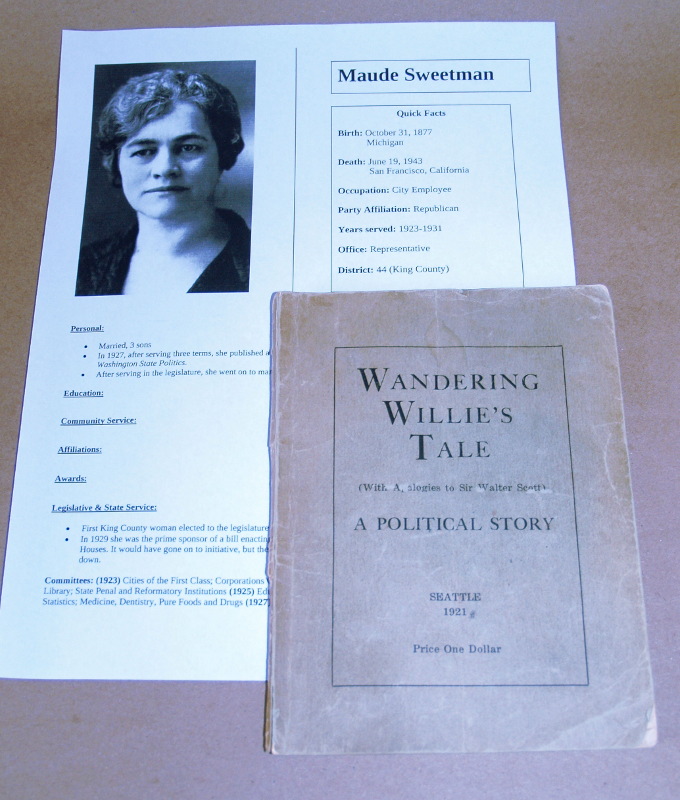 Maude Sweetman
Quick Facts
Birth: October 31, 1877
Michigan
Death: June 19, 1943
San Francisco, California
Occupation: City Employee
Party Affiliation: Republican
Years served: 1923-1931
Office: Representative
District: 44 (King County)
Personal:
Married, 3 sons
In 1927, after serving three terms, she published
Washington State Politics.
After serving in the legislature, she went on to
Education:
Community Service:
Affiliations:
Awards:
Legislative & State Service:
First King County woman elected to the legislature
In 1929 she was the prime sponsor of a bill
Houses. It would have gone on to initiative, but the
down.
Committees: (1923) Cities of the First Class; Corporations
Library; State Penal and Reformatory Institutions (1925)
Statistics; Medicine, Dentistry, Pure Foods and Drugs (1927
WANDERING
WILLIE'S
TALE
(With to Sir Walter Scott)
A POLITICAL STORY
SEATTLE
1921
Price One Dollar